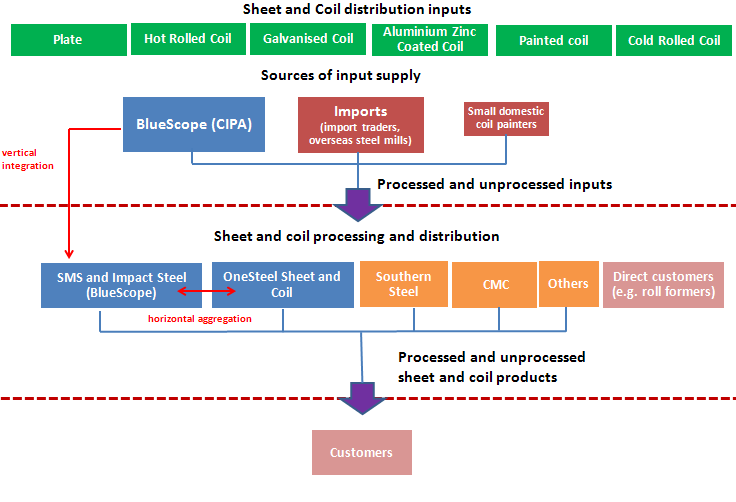 Sheet and Coil distribution inputs
Plate
Hot Rolled Coil
Galvanised Coil
Aluminium Zinc
Coated Coil
Painted coil
Cold Rolled Coil
Sources of input supply
BlueScope (CIPA)
Imports
(import traders,
overseas steel mills)
Small domestic
coil painters
vertical
integration
Processed and unprocessed inputs
Sheet and coil processing and distribution
SMS and Impact Steel
(BlueScope)
OneSteel Sheet and
Coil
Southern
Steel
CMC
Others
Direct customers
(e.g. roll formers)
horizontal aggregation
Processed and unprocessed
sheet and coil products
Customers